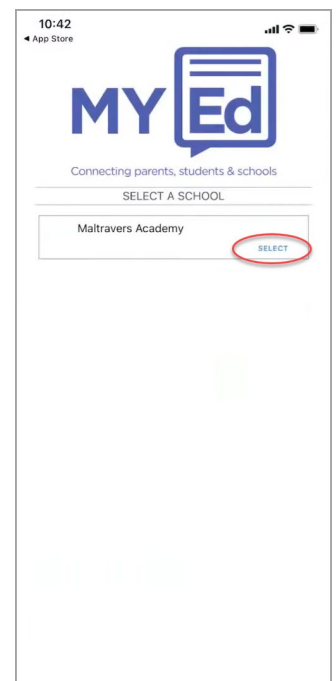 10:42
◀ App Store
MY Ed
Connecting parents, students & schools
SELECT A SCHOOL
Maltravers Academy
SELECT